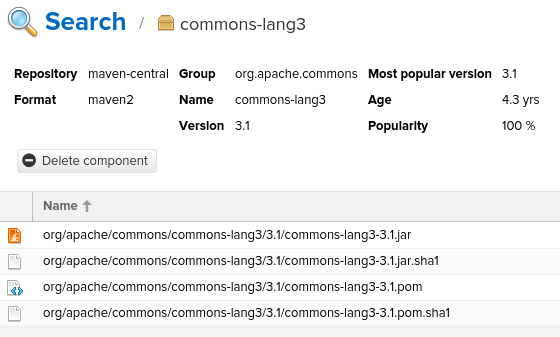 Search / commons-lang3
Repository maven-central Group org.apache.commons Most popular version 3.1
Format maven2 Name commons-lang3 Age 4.3 yrs
Version 3.1 Popularity 100 %
Delete component
Name
org/apache/commons/commons-lang3/3.1/commons-lang3-3.1.jar
org/apache/commons/commons-lang3/3.1/commons-lang3-3.1.jar.sha1
org/apache/commons/commons-lang3/3.1/commons-lang3-3.1.pom
org/apache/commons/commons-lang3/3.1/commons-lang3-3.1.pom.sha1